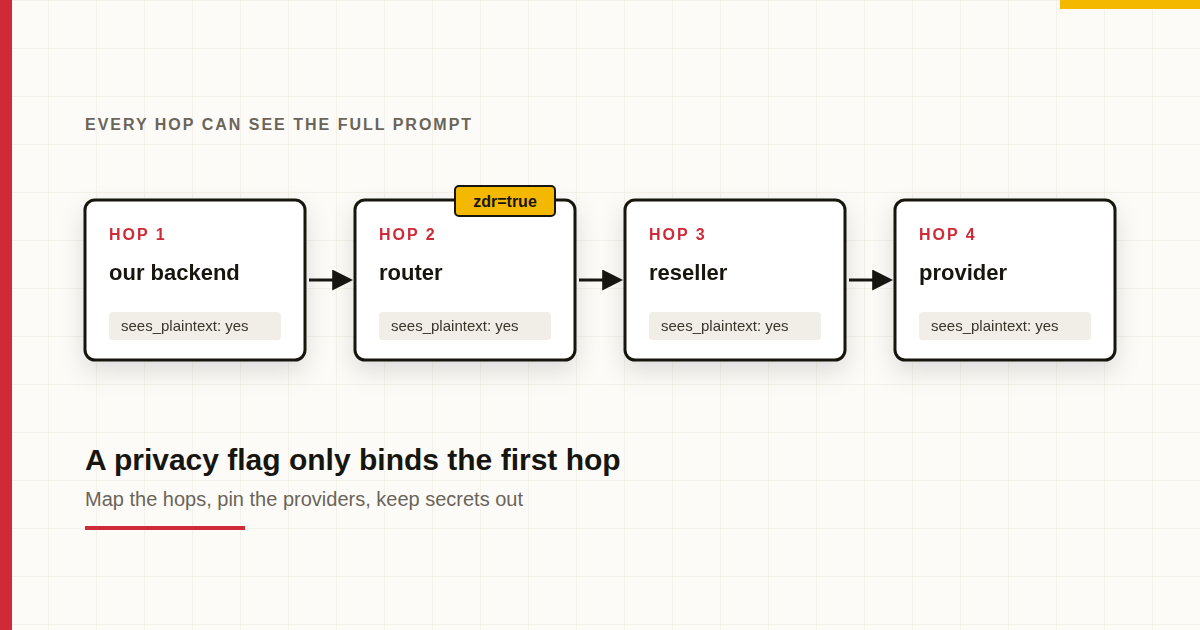 EVERY HOP CAN SEE THE FULL PROMPT
zdr=true
HOP 1
our backend
sees_plaintext: yes
HOP 2
router
sees_plaintext: yes
HOP 3
reseller
sees_plaintext: yes
HOP 4
provider
sees_plaintext: yes
A privacy flag only binds the first hop
Map the hops, pin the providers, keep secrets out